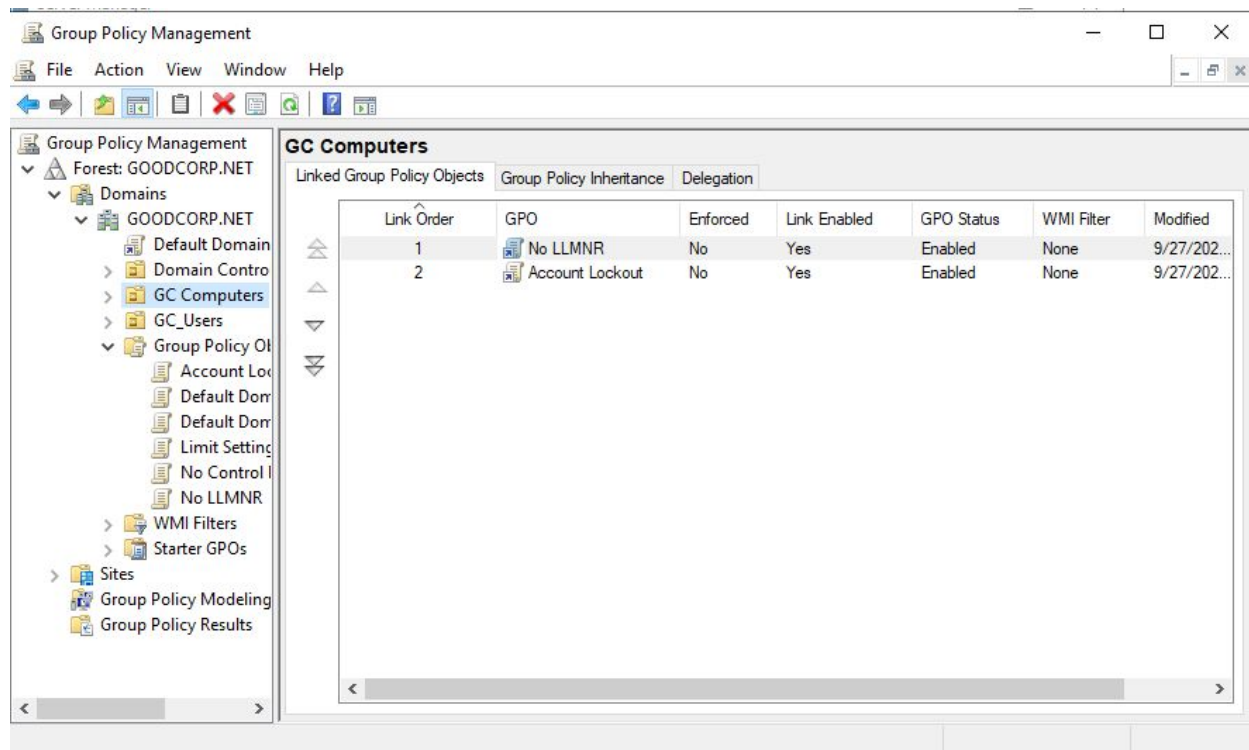 Group Policy Management
File Action View Window Help
Group Policy Management
Forest: GOODCORP.NET
Domains
GOODCORP.NET
Default Domain
Domain Contro
GC Computers
GC_Users
Group Policy Ob
Account Loc
Default Dom
Default Dom
Limit Setting
No Control
No LLMNR
WMI Filters
Starter GPOs
Sites
Group Policy Modeling
Group Policy Results
GC Computers
Linked Group Policy Objects Group Policy Inheritance Delegation
Link Order GPO Enforced Link Enabled GPO Status WMI Filter Modified
1 No LLMNR No Yes Enabled None 9/27/202...
2 Account Lockout No Yes Enabled None 9/27/202...